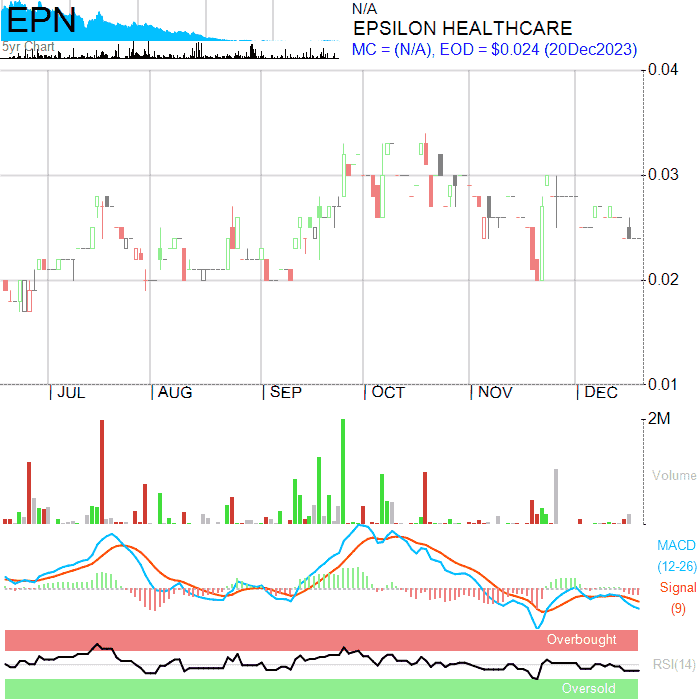 EPN
5yr Chart
N/A
EPSILON HEALTHCARE
MC = (N/A), EOD = $0.024 (20Dec2023)
0.04
0.03
0.02
0.01
JUL AUG SEP OCT NOV DEC
2M
Volume
MACD
(12-26)
Signal
(9)
Overbought
RSI(14)
Oversold